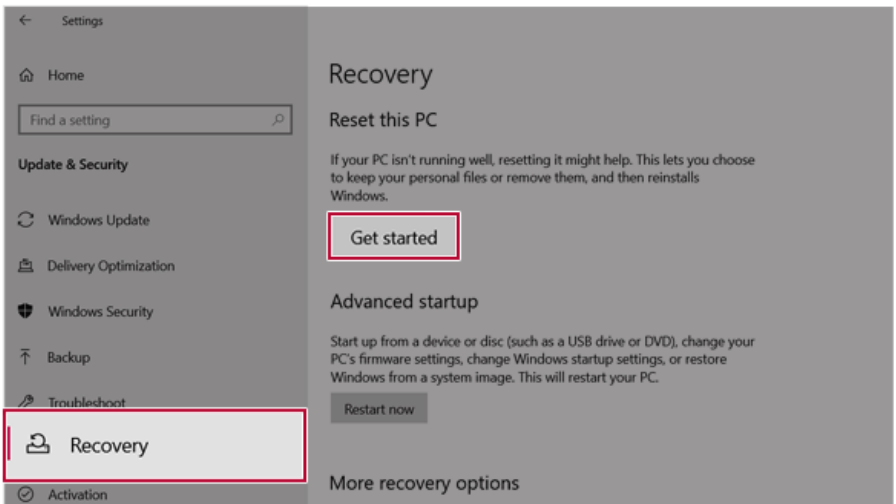 Settings
Home
Find a setting
Update & Security
Windows Update
Delivery Optimization
Windows Security
Backup
Troubleshoot
Recovery
Activation
Recovery
Reset this PC
If your PC isn't running well, resetting it might help. This lets you choose
to keep your personal files or remove them, and then reinstalls
Windows.
Get started
Advanced startup
Start up from a device or disc (such as a USB drive or DVD), change your
PC's firmware settings, change Windows startup settings, or restore
Windows from a system image. This will restart your PC.
Restart now
More recovery options